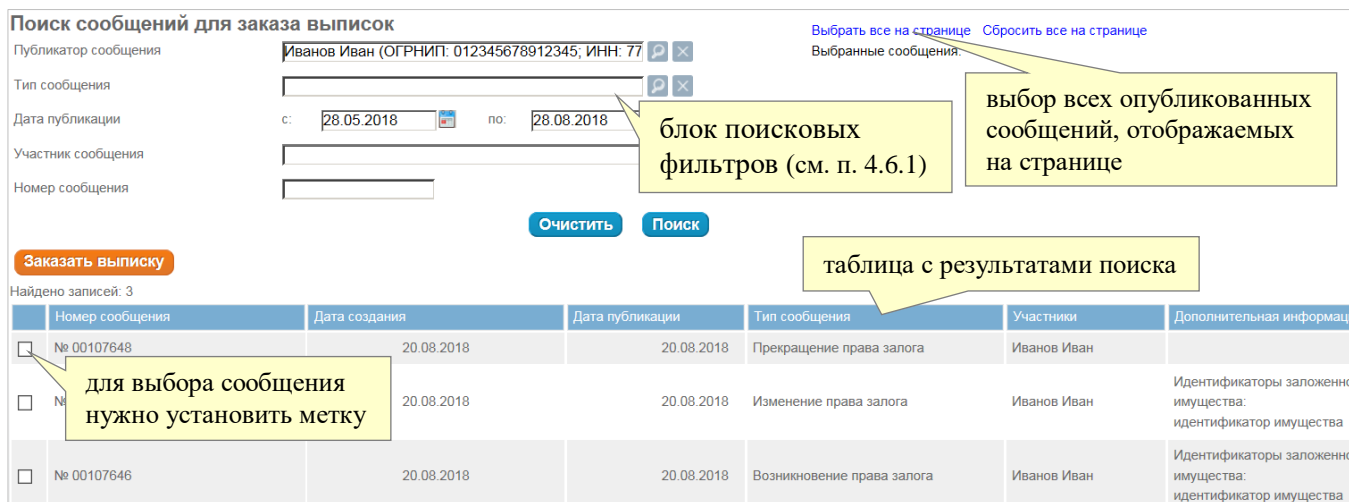 Поиск сообщений для заказа выписок
Выбрать все на странице Сбросить все на странице
Публикатор сообщения Иванов Иван (ОГРНИП: 012345678912345; ИНН: 77
Выбранные сообщения:
Тип сообщения
выбор всех опубликованных
сообщений, отображаемых
на странице
Дата публикации с: 28.05.2018 по: 28.08.2018
блок поисковых
фильтров (см. п. 4.6.1)
Участник сообщения
Номер сообщения
Очистить Поиск
Заказать выписку
таблица с результатами поиска
Найдено записей: 3
Номер сообщения Дата создания Дата публикации Тип сообщения Участники Дополнительная информац
№ 00107648 20.08.2018 20.08.2018 Прекращение права залога Иванов Иван
для выбора сообщения
нужно установить метку
№ 20.08.2018 20.08.2018 Изменение права залога Иванов Иван
Идентификаторы заложенно
имущества:
идентификатор имущества
№ 00107646 20.08.2018 20.08.2018 Возникновение права залога Иванов Иван
Идентификаторы заложенно
имущества:
идентификатор имущества